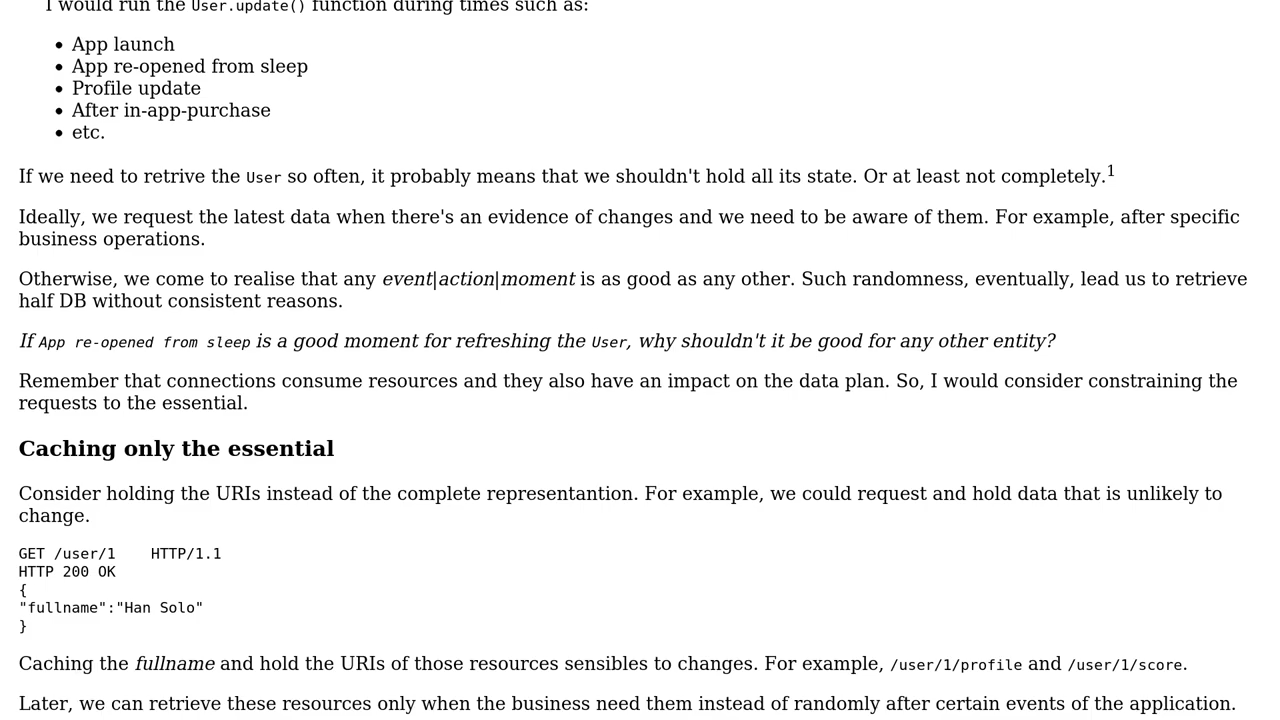 I would run the User.update() function during times such as:
• App launch
• App re-opened from sleep
• Profile update
• After in-app-purchase
• etc.
If we need to retrive the User so often, it probably means that we shouldn't hold all its state. Or at least not completely.1
Ideally, we request the latest data when there's an evidence of changes and we need to be aware of them. For example, after specific
business operations.
Otherwise, we come to realise that any event|action|moment is as good as any other. Such randomness, eventually, lead us to retrieve
half DB without consistent reasons.
If App re-opened from sleep is a good moment for refreshing the User, why shouldn't it be good for any other entity?
Remember that connections consume resources and they also have an impact on the data plan. So, I would consider constraining the
requests to the essential.
Caching only the essential
Consider holding the URIs instead of the complete representantion. For example, we could request and hold data that is unlikely to
change.
GET /user/1    HTTP/1.1
HTTP 200 OK
{
"fullname":"Han Solo"
}
Caching the fullname and hold the URIs of those resources sensibles to changes. For example, /user/1/profile and /user/1/score.
Later, we can retrieve these resources only when the business need them instead of randomly after certain events of the application.